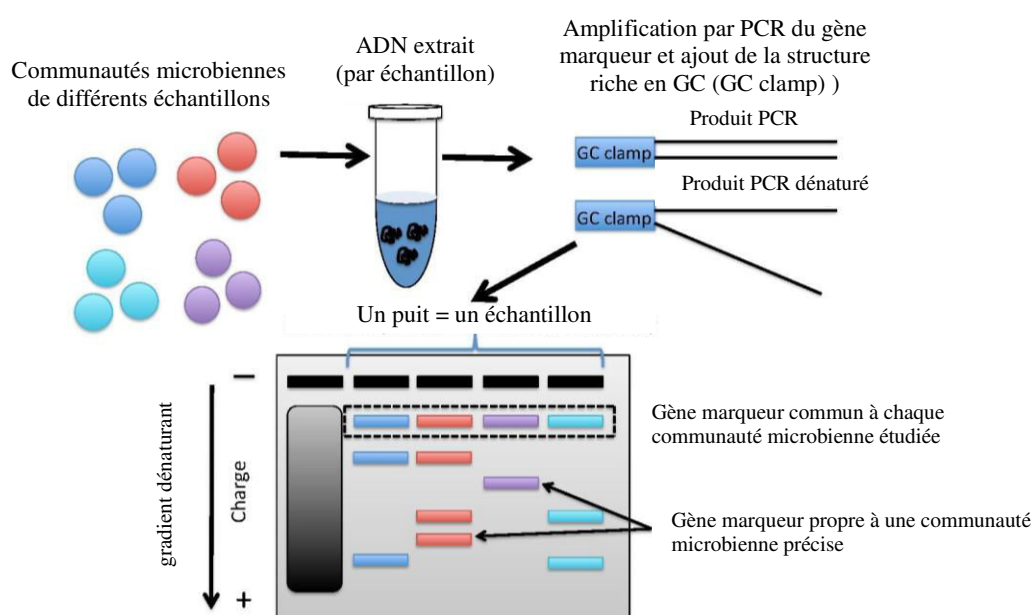 Communautés microbiennes
de différents échantillons
ADN extrait
(par échantillon)
Amplification par PCR du gène
marqueur et ajout de la structure
riche en GC (GC clamp) )
Produit PCR
GC clamp
Produit PCR dénaturé
GC clamp
Un puit = un échantillon
gradient dénaturant
−
Charge
+
Gène marqueur commun à chaque
communauté microbienne étudiée
Gène marqueur propre à une communauté
microbienne précise